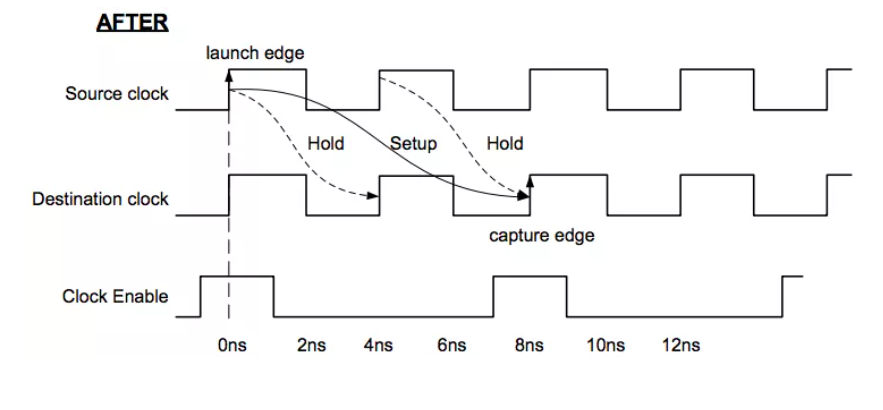 AFTER
launch edge
Source clock
Hold Setup Hold
Destination clock
capture edge
Clock Enable
0ns 2ns 4ns 6ns 8ns 10ns 12ns